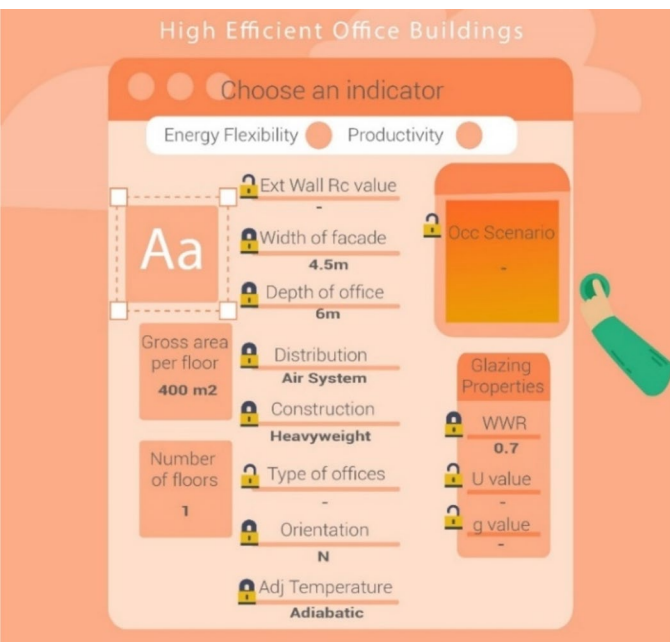 High Efficient Office Buildings
Choose an indicator
Energy Flexibility Productivity
Aa
Gross area
per floor
400 m2
Number
of floors
1
Ext Wall Rc value
-
Width of facade
4.5m
Depth of office
6m
Distribution
Air System
Construction
Heavyweight
Type of offices
-
Orientation
N
Adj Temperature
Adiabatic
Occ Scenario
-
Glazing
Properties
WWR
0.7
U value
-
g value
-